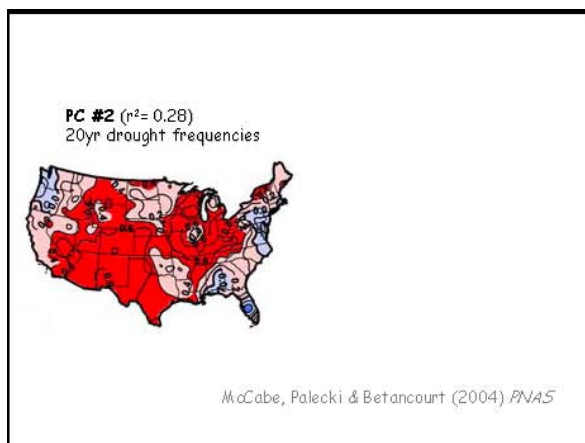 PC #2 (r²= 0.28)
20yr drought frequencies
McCabe, Palecki & Betancourt (2004) PNAS